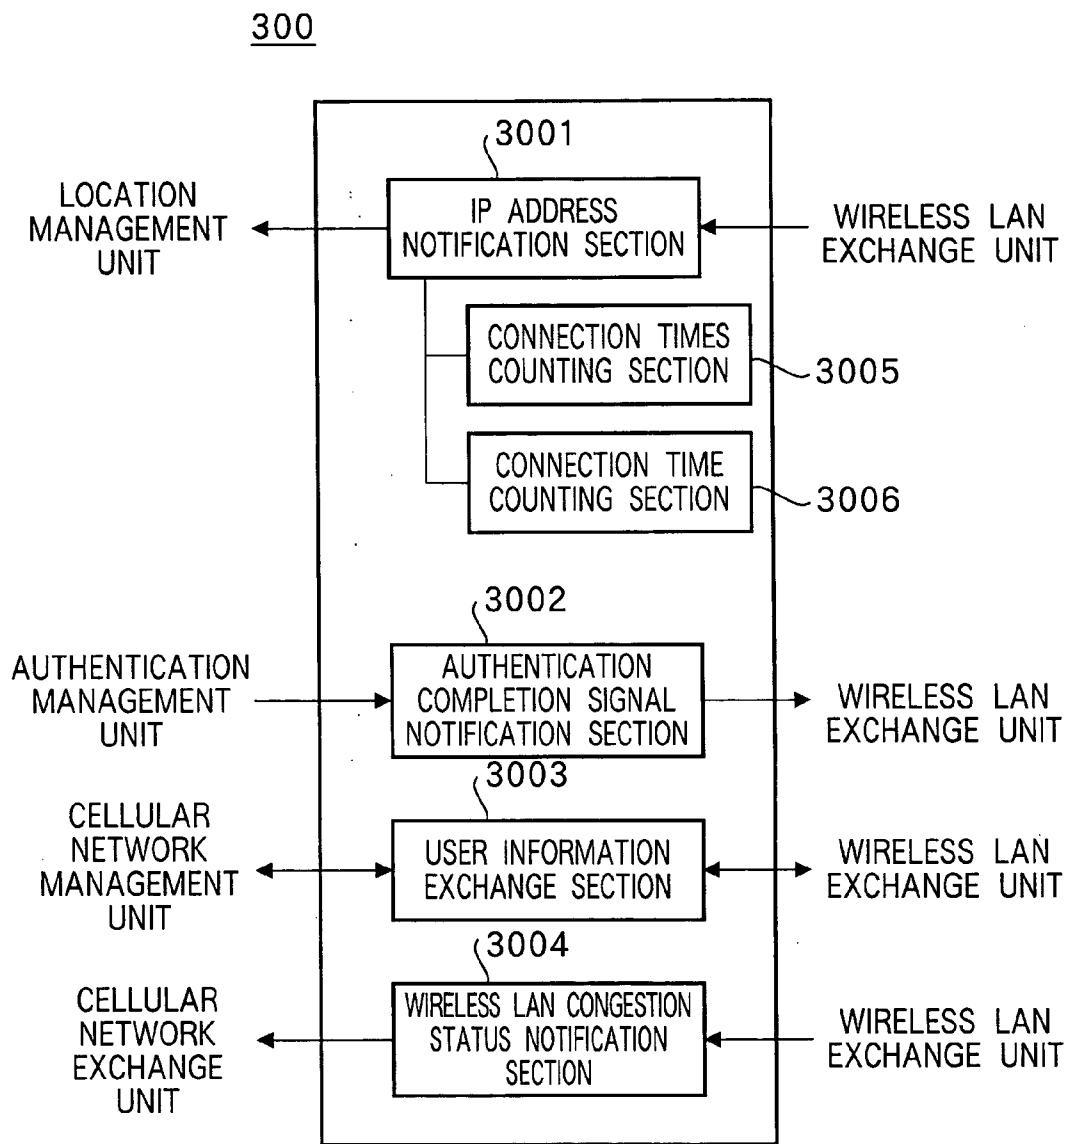 300
3001
LOCATION
MANAGEMENT
UNIT
IP ADDRESS
NOTIFICATION SECTION
WIRELESS LAN
EXCHANGE UNIT
CONNECTION TIMES
COUNTING SECTION
3005
CONNECTION TIME
COUNTING SECTION
3006
3002
AUTHENTICATION
MANAGEMENT
UNIT
AUTHENTICATION
COMPLETION SIGNAL
NOTIFICATION SECTION
WIRELESS LAN
EXCHANGE UNIT
3003
CELLULAR
NETWORK
MANAGEMENT
UNIT
USER INFORMATION
EXCHANGE SECTION
WIRELESS LAN
EXCHANGE UNIT
3004
CELLULAR
NETWORK
EXCHANGE
UNIT
WIRELESS LAN CONGESTION
STATUS NOTIFICATION
SECTION
WIRELESS LAN
EXCHANGE UNIT